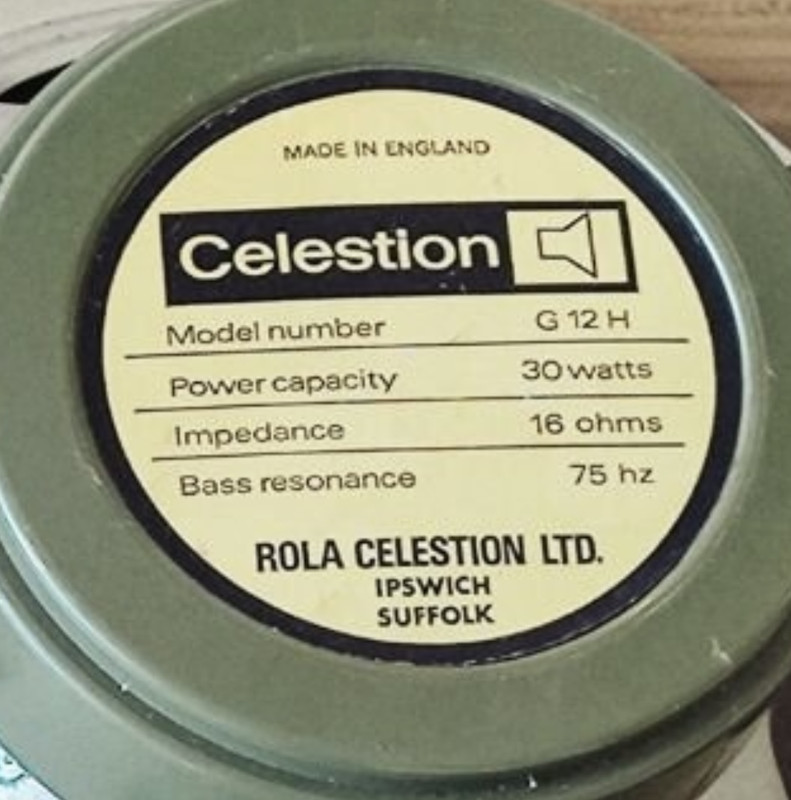 MADE IN ENGLAND
Celestion
Model number G 12 H
Power capacity 30 watts
Impedance 16 ohms
Bass resonance 75 hz
ROLA CELESTION LTD.
IPSWICH
SUFFOLK